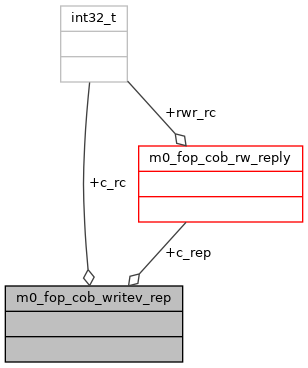 int32_t
+rwr_rc
m0_fop_cob_rw_reply
+c_rc
+c_rep
m0_fop_cob_writev_rep